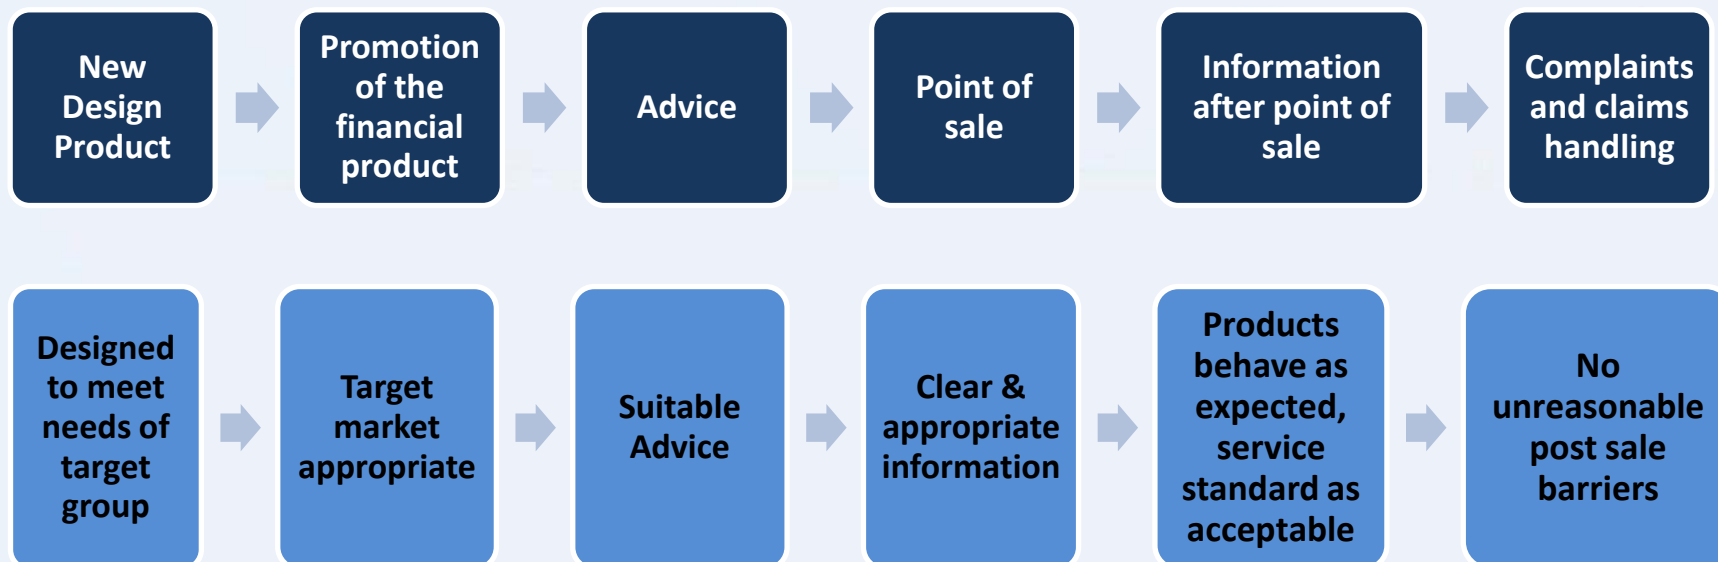 New
Design
Product
Promotion
of the
financial
product
Advice
Point of
sale
Information
after point of
sale
Complaints
and claims
handling
Designed
to meet
needs of
target
group
Target
market
appropriate
Suitable
Advice
Clear &
appropriate
information
Products
behave as
expected,
service
standard as
acceptable
No
unreasonable
post sale
barriers